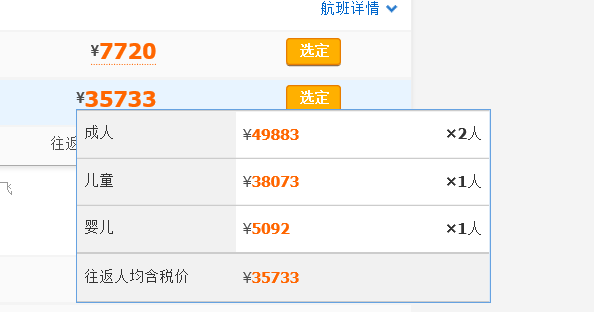 航班详情
¥7720 选定
¥35733 选定
往返
成人 ¥49883 ×2人
飞
儿童 ¥38073 ×1人
婴儿 ¥5092 ×1人
往返人均含税价 ¥35733